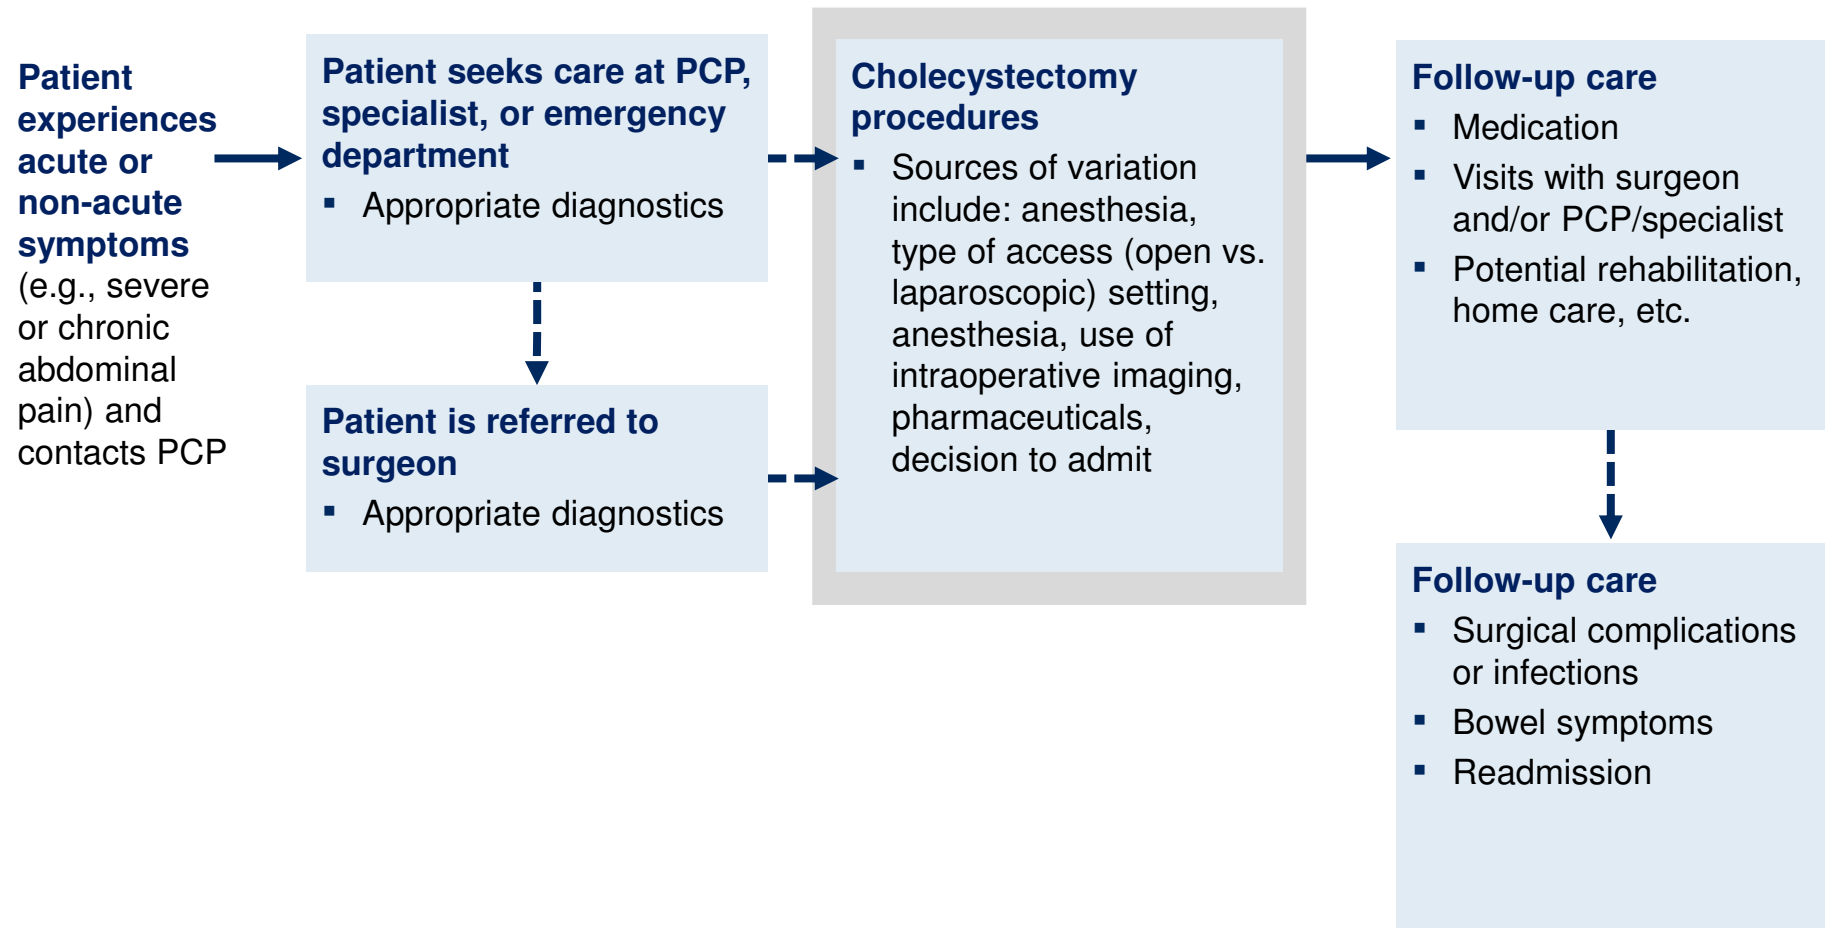 Patient
experiences
acute or
non-acute
symptoms
(e.g., severe
or chronic
abdominal
pain) and
contacts PCP
Patient seeks care at PCP,
specialist, or emergency
department
▪ Appropriate diagnostics
Patient is referred to
surgeon
▪ Appropriate diagnostics
Cholecystectomy
procedures
▪ Sources of variation
include: anesthesia,
type of access (open vs.
laparoscopic) setting,
anesthesia, use of
intraoperative imaging,
pharmaceuticals,
decision to admit
Follow-up care
▪ Medication
▪ Visits with surgeon
and/or PCP/specialist
▪ Potential rehabilitation,
home care, etc.
Follow-up care
▪ Surgical complications
or infections
▪ Bowel symptoms
▪ Readmission